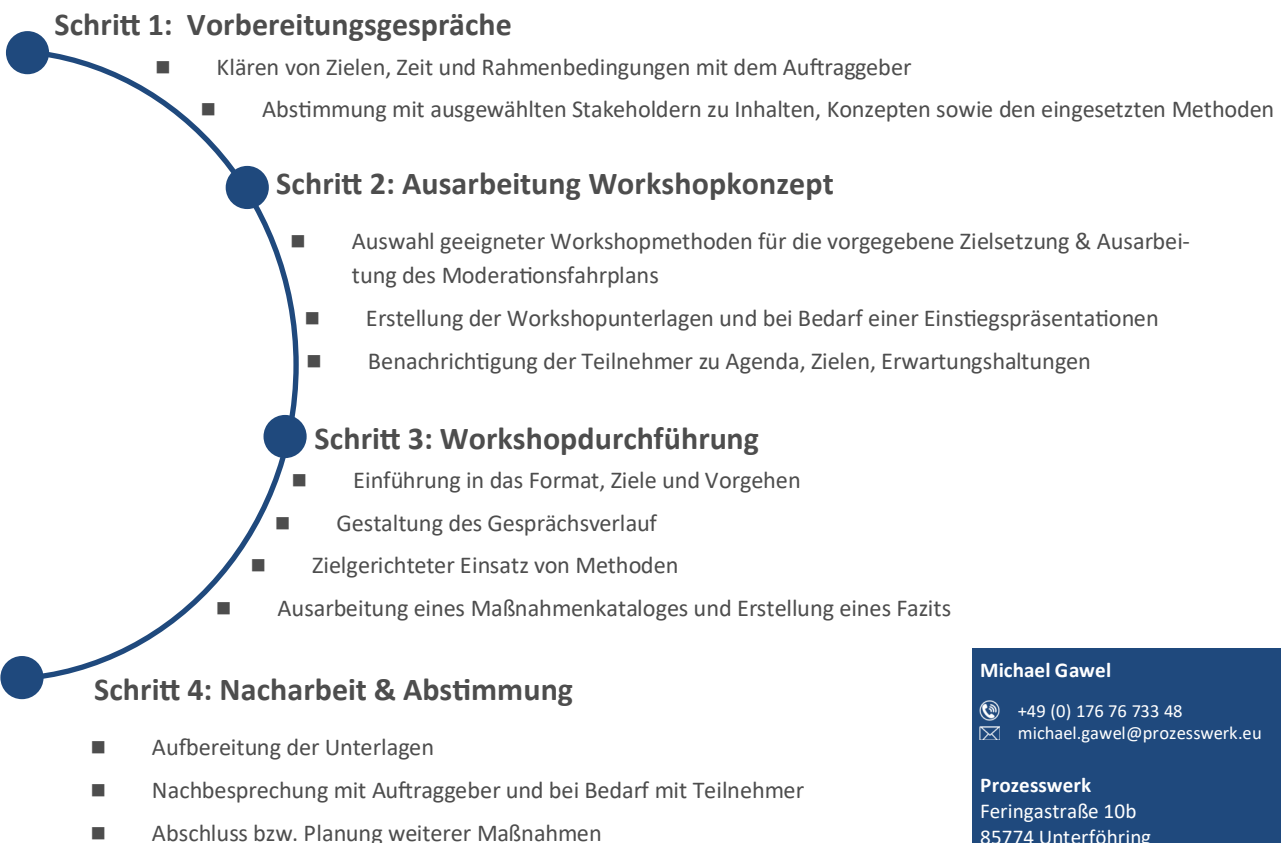 Schritt 1: Vorbereitungsgespräche
■ Klären von Zielen, Zeit und Rahmenbedingungen mit dem Auftraggeber
■ Abstimmung mit ausgewählten Stakeholdern zu Inhalten, Konzepten sowie den eingesetzten Methoden
Schritt 2: Ausarbeitung Workshopkonzept
■ Auswahl geeigneter Workshopmethoden für die vorgegebene Zielsetzung & Ausarbei-
tung des Moderationsfahrplans
■ Erstellung der Workshopunterlagen und bei Bedarf einer Einstiegspräsentationen
■ Benachrichtigung der Teilnehmer zu Agenda, Zielen, Erwartungshaltungen
Schritt 3: Workshopdurchführung
■ Einführung in das Format, Ziele und Vorgehen
■ Gestaltung des Gesprächsverlauf
■ Zielgerichteter Einsatz von Methoden
■ Ausarbeitung eines Maßnahmenkataloges und Erstellung eines Fazits
Schritt 4: Nacharbeit & Abstimmung
■ Aufbereitung der Unterlagen
■ Nachbesprechung mit Auftraggeber und bei Bedarf mit Teilnehmer
■ Abschluss bzw. Planung weiterer Maßnahmen
Michael Gawel
+49 (0) 176 76 733 48
michael.gawel@prozesswerk.eu
Prozesswerk
Feringastraße 10b
85774 Unterföhring